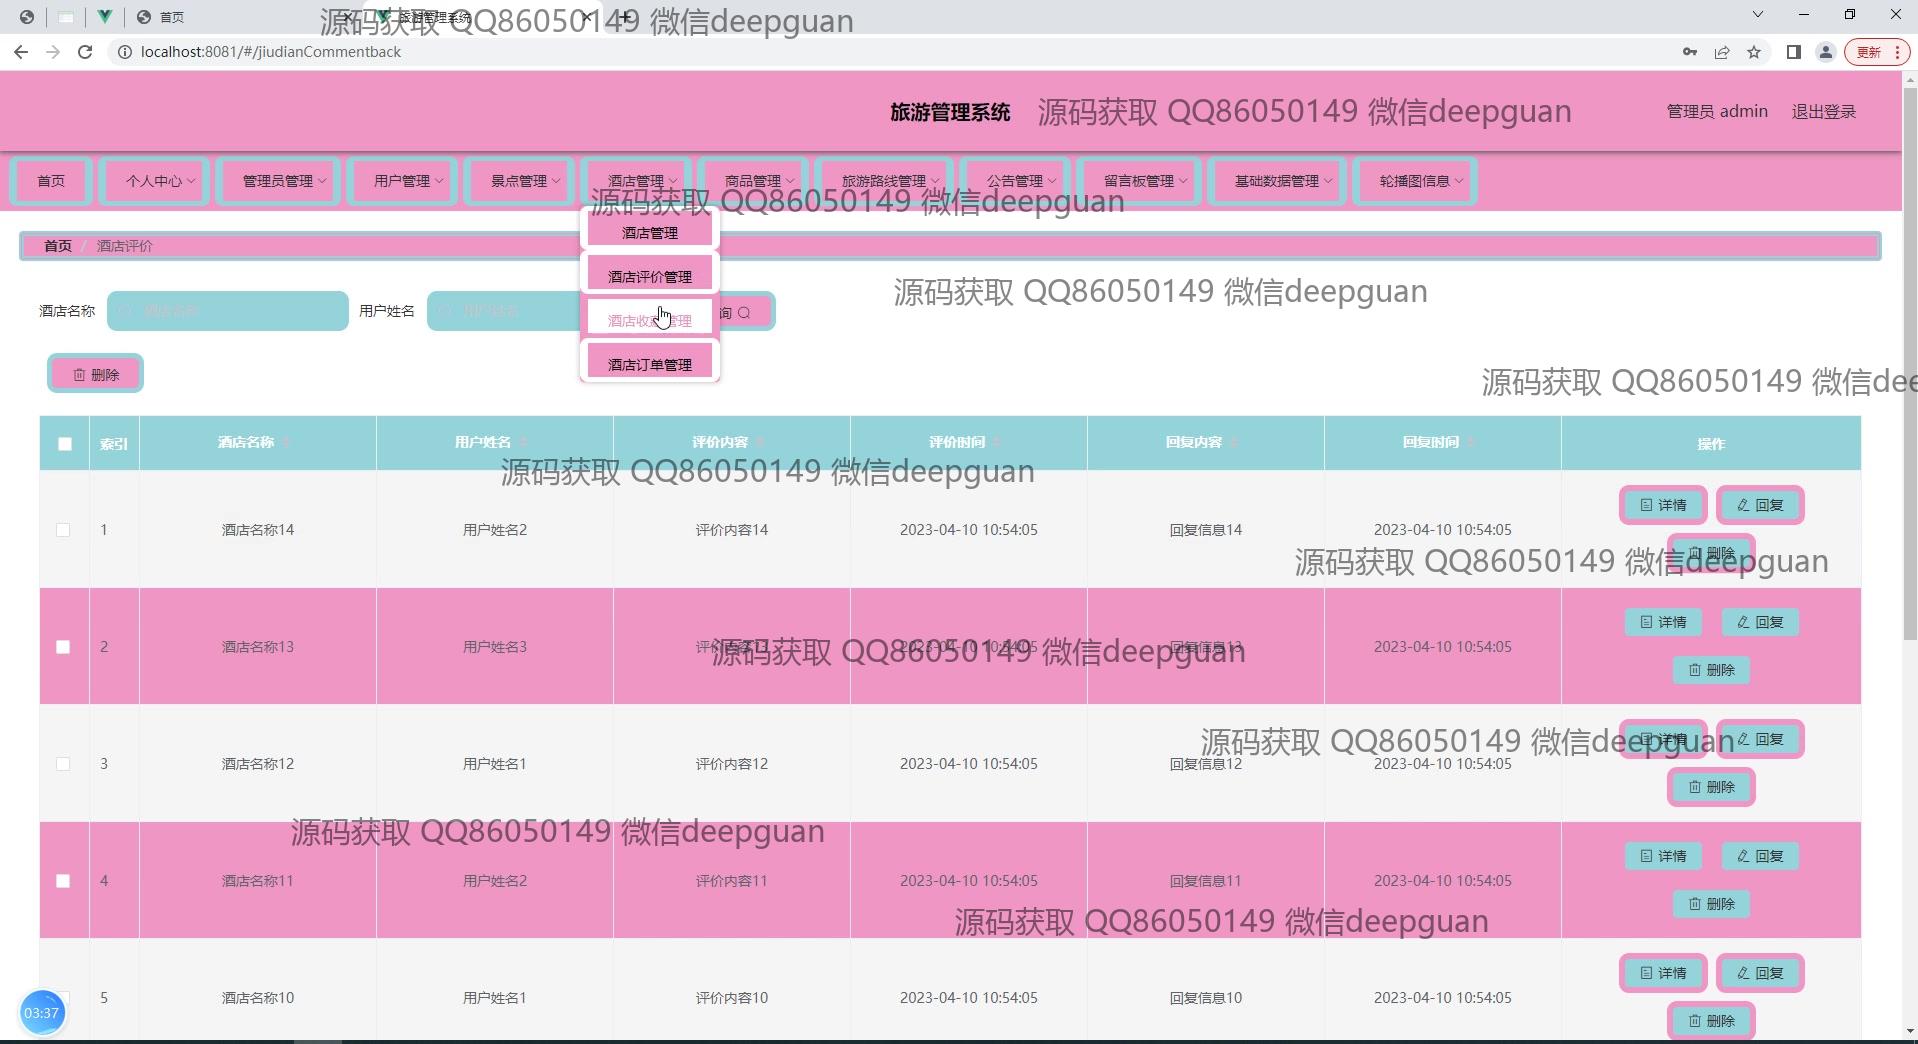 首页
旅游管理系统
源码获取 QQ86050149 微信deepguan
localhost:8081/#/jiudianCommentback
更新
旅游管理系统
源码获取 QQ86050149 微信deepguan
管理员 admin
退出登录
首页
个人中心
管理员管理
用户管理
景点管理
酒店管理
商品管理
旅游路线管理
公告管理
留言板管理
基础数据管理
轮播图信息
源码获取 QQ86050149 微信deepguan
酒店管理
酒店评价管理
酒店收藏管理
酒店订单管理
首页 / 酒店评价
源码获取 QQ86050149 微信deepguan
酒店名称
酒店名称
用户姓名
用户姓名
询
删除
源码获取 QQ86050149 微信dee
索引 酒店名称 用户姓名 评价内容 评价时间 回复内容 回复时间 操作
源码获取 QQ86050149 微信deepguan
1 酒店名称14 用户姓名2 评价内容14 2023-04-10 10:54:05 回复信息14 2023-04-10 10:54:05 详情 回复
删除
源码获取 QQ86050149 微信deepguan
2 酒店名称13 用户姓名3 评价内容13 2023-04-10 10:54:05 回复信息13 2023-04-10 10:54:05 详情 回复
删除
源码获取 QQ86050149 微信deepguan
3 酒店名称12 用户姓名1 评价内容12 2023-04-10 10:54:05 回复信息12 2023-04-10 10:54:05 详情 回复
删除
源码获取 QQ86050149 微信deepguan
源码获取 QQ86050149 微信deepguan
4 酒店名称11 用户姓名2 评价内容11 2023-04-10 10:54:05 回复信息11 2023-04-10 10:54:05 详情 回复
删除
源码获取 QQ86050149 微信deepguan
5 酒店名称10 用户姓名1 评价内容10 2023-04-10 10:54:05 回复信息10 2023-04-10 10:54:05 详情 回复
删除
03:37